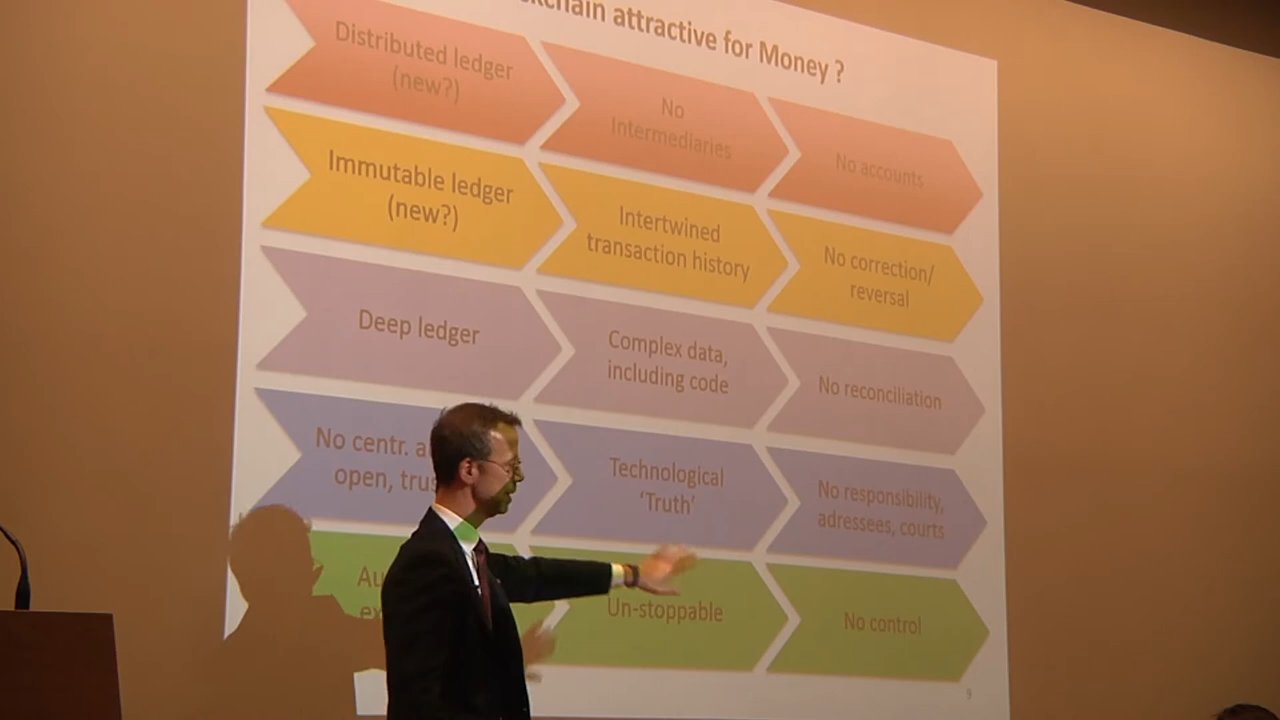 attractive for Money ?
Distributed ledger
(new?)
No
Intermediaries
No accounts
Immutable ledger
(new?)
Intertwined
transaction history
No correction/
reversal
Deep ledger
Complex data,
including code
No reconciliation
No centr.
open,
Technological
‘Truth’
No responsibility,
adressees, courts
Un-stoppable
No control
9